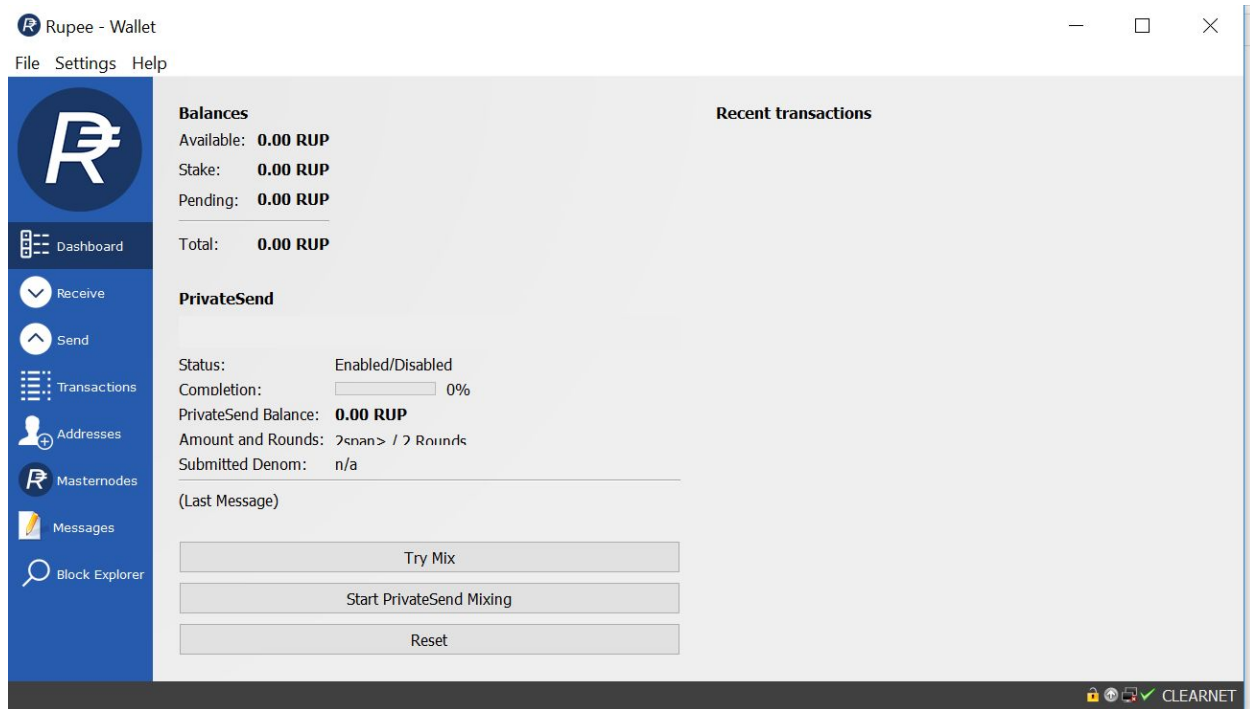 Rupee - Wallet
File Settings Help
Balances
Available: 0.00 RUP
Stake: 0.00 RUP
Pending: 0.00 RUP
Total: 0.00 RUP
PrivateSend
Status: Enabled/Disabled
Completion: 0%
PrivateSend Balance: 0.00 RUP
Amount and Rounds: 2span> / 2 Rounds
Submitted Denom: n/a
(Last Message)
Try Mix
Start PrivateSend Mixing
Reset
Recent transactions
Dashboard
Receive
Send
Transactions
Addresses
Masternodes
Messages
Block Explorer
CLEARNET